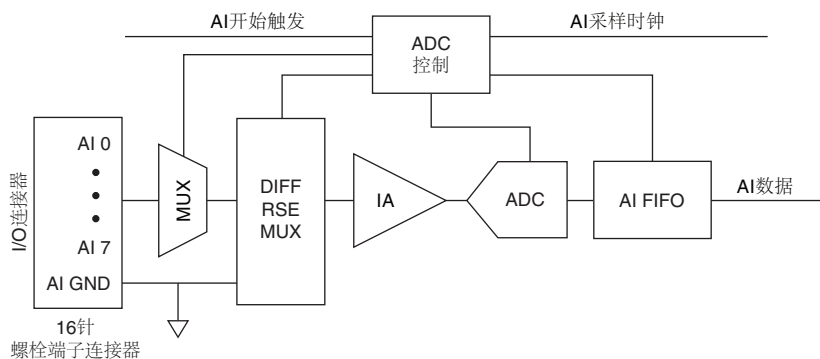 AI开始触发
AI采样时钟
ADC
控制
I/O连接器
AI 0
AI 7
AI GND
MUX
DIFF
RSE
MUX
IA
ADC
AI FIFO
AI数据
16针
螺栓端子连接器